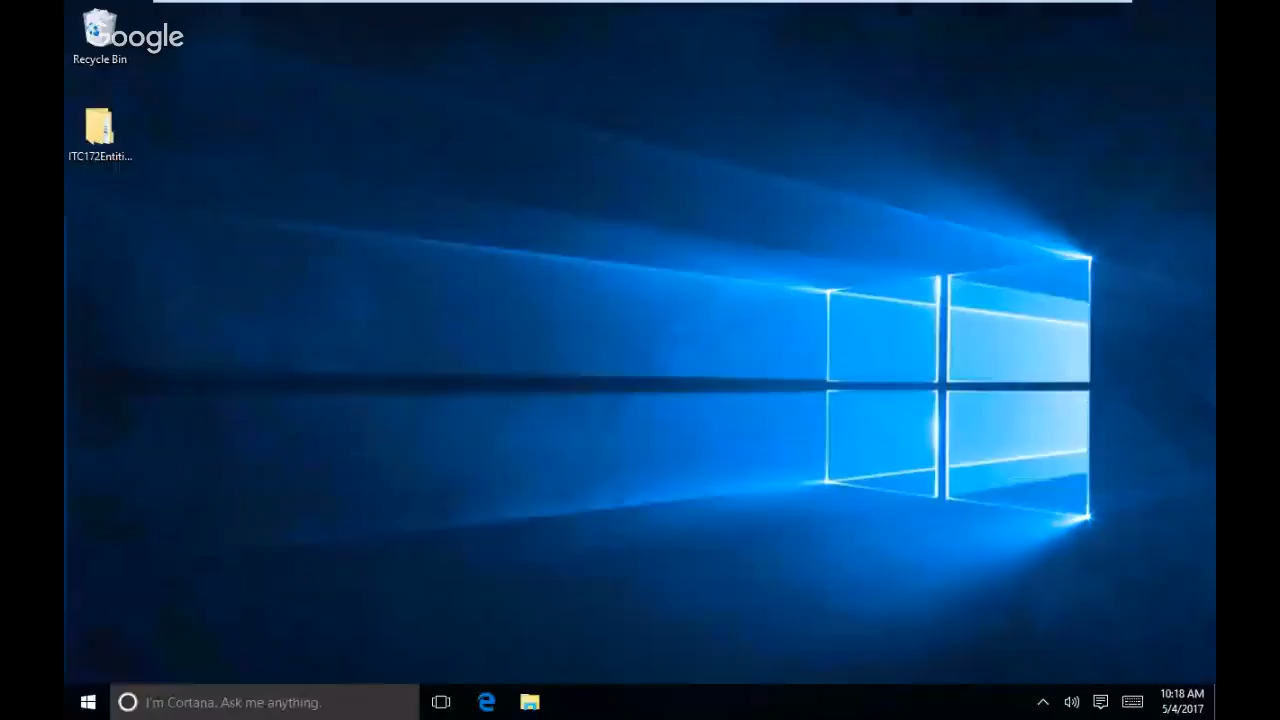 Google
Recycle Bin
ITC172Entiti...
I'm Cortana. Ask me anything.
10:18 AM
5/4/2017